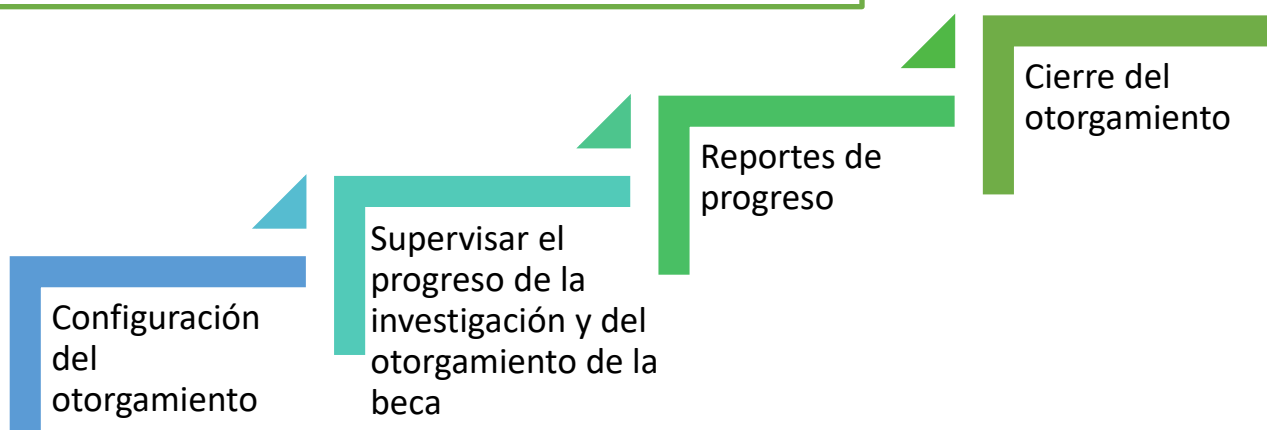 Configuración
del
otorgamiento
Supervisar el
progreso de la
investigación y del
otorgamiento de la
beca
Reportes de
progreso
Cierre del
otorgamiento